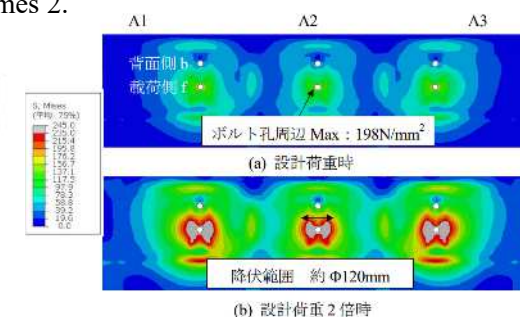 mes 2.
A1 A2 A3
背面側 b
載荷側 f
S, Mises
(平均: 75%)
245.0
235.0
215.4
195.8
176.2
156.7
137.1
117.5
97.9
78.3
58.8
39.2
19.6
0.0
ボルト孔周辺 Max：198N/mm²
(a) 設計荷重時
降伏範囲 約 Φ120mm
(b) 設計荷重 2 倍時